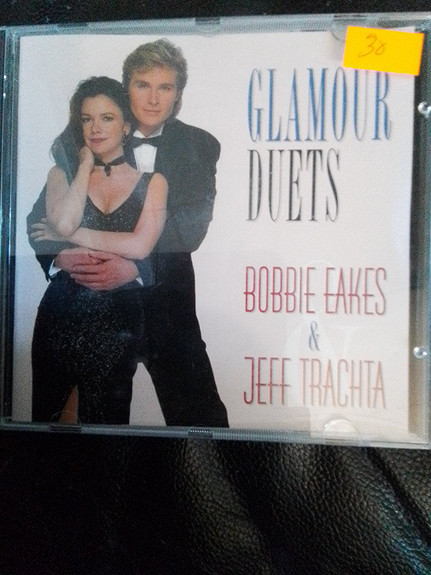 30
GLAMOUR
DUETS
BOBBIE EAKES
&
JEFF TRACHTA